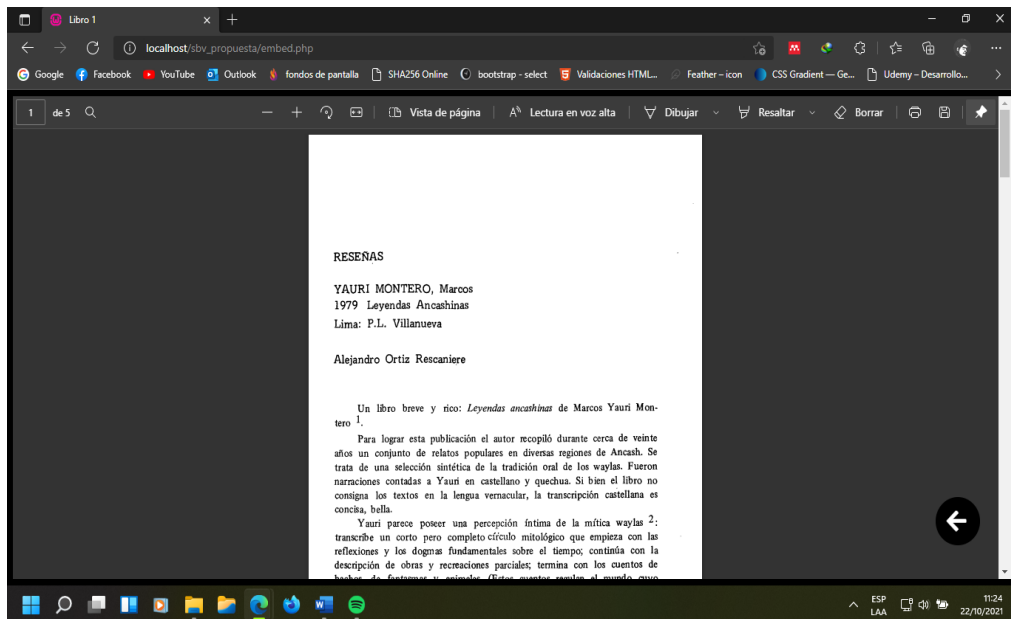 Libro 1
localhost/sbv_propuesta/embed.php
Google Facebook YouTube Outlook fondos de pantalla SHA256 Online bootstrap - select Validaciones HTML... Feather – icon CSS Gradient — Ge... Udemy – Desarrollo...
1 de 5 Vista de página Lectura en voz alta Dibujar Resaltar Borrar
RESEÑAS
YAURI MONTERO, Marcos
1979 Leyendas Ancashinas
Lima: P.L. Villanueva
Alejandro Ortiz Rescaniere
Un libro breve y rico: Leyendas ancashinas de Marcos Yauri Mon-
tero 1.
Para lograr esta publicación el autor recopiló durante cerca de veinte
años un conjunto de relatos populares en diversas regiones de Ancash. Se
trata de una selección sintética de la tradición oral de los waylas. Fueron
narraciones contadas a Yauri en castellano y quechua. Si bien el libro no
consigna los textos en la lengua vernacular, la transcripción castellana es
concisa, bella.
Yauri parece poseer una percepción íntima de la mítica waylas 2:
transcribe un corto pero completo círculo mitológico que empieza con las
reflexiones y los dogmas fundamentales sobre el tiempo; continúa con la
descripción de obras y recreaciones parciales; termina con los cuentos de
de fantasmas y animales. (Estos cuentos regulan el mundo cuyo
ESP
LAA
11:24
22/10/2021